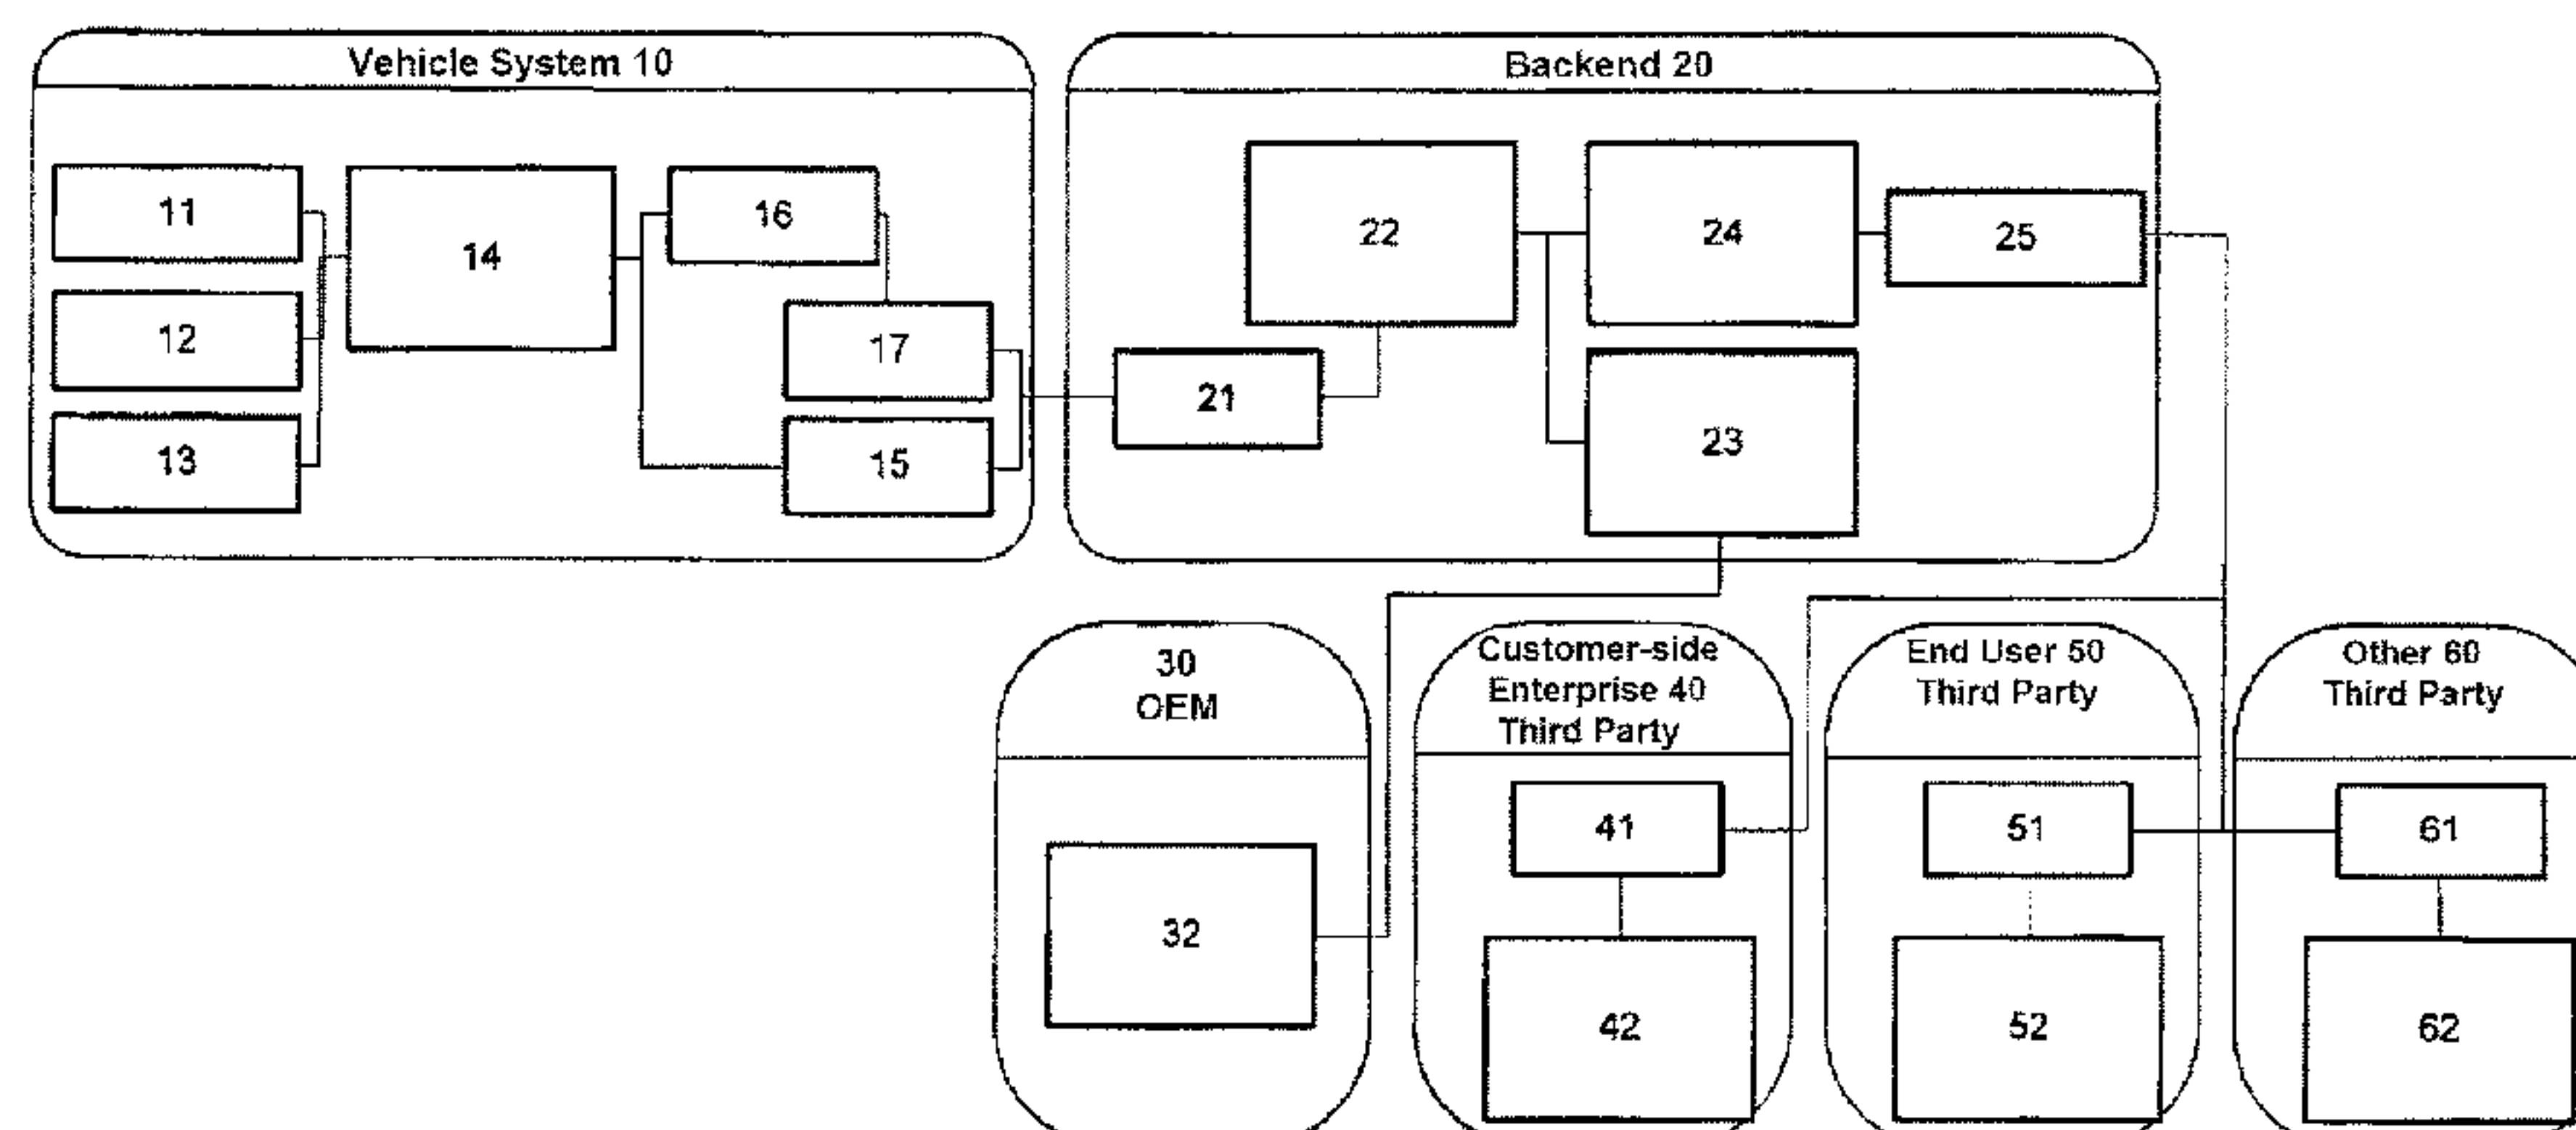 Vehicle System 10
Backend 20
11
12
13
14
16
17
15
21
22
24
23
25
30
OEM
32
Customer-side
Enterprise 40
Third Party
41
42
End User 50
Third Party
51
52
Other 60
Third Party
61
62